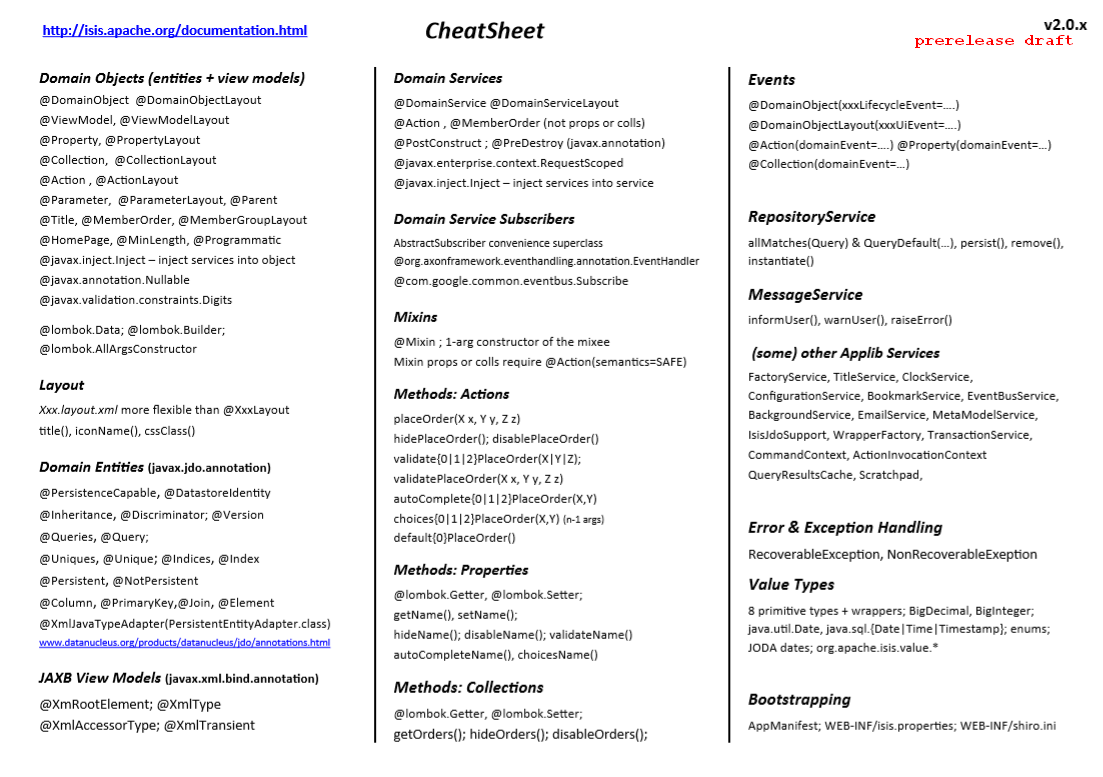 http://isis.apache.org/documentation.html
CheatSheet
v2.0.x
prerelease draft
Domain Objects (entities + view models)
@DomainObject @DomainObjectLayout
@ViewModel, @ViewModelLayout
@Property, @PropertyLayout
@Collection, @CollectionLayout
@Action , @ActionLayout
@Parameter, @ParameterLayout, @Parent
@Title, @MemberOrder, @MemberGroupLayout
@HomePage, @MinLength, @Programmatic
@javax.inject.Inject – inject services into object
@javax.annotation.Nullable
@javax.validation.constraints.Digits
@lombok.Data; @lombok.Builder;
@lombok.AllArgsConstructor
Layout
Xxx.layout.xml more flexible than @XxxLayout
title(), iconName(), cssClass()
Domain Entities (javax.jdo.annotation)
@PersistenceCapable, @DatastoreIdentity
@Inheritance, @Discriminator; @Version
@Queries, @Query;
@Uniques, @Unique; @Indices, @Index
@Persistent, @NotPersistent
@Column, @PrimaryKey,@Join, @Element
@XmlJavaTypeAdapter(PersistentEntityAdapter.class)
www.datanucleus.org/products/datanucleus/jdo/annotations.html
JAXB View Models (javax.xml.bind.annotation)
@XmRootElement; @XmlType
@XmlAccessorType; @XmlTransient
Domain Services
@DomainService @DomainServiceLayout
@Action , @MemberOrder (not props or colls)
@PostConstruct ; @PreDestroy (javax.annotation)
@javax.enterprise.context.RequestScoped
@javax.inject.Inject – inject services into service
Domain Service Subscribers
AbstractSubscriber convenience superclass
@org.axonframework.eventhandling.annotation.EventHandler
@com.google.common.eventbus.Subscribe
Mixins
@Mixin ; 1-arg constructor of the mixee
Mixin props or colls require @Action(semantics=SAFE)
Methods: Actions
placeOrder(X x, Y y, Z z)
hidePlaceOrder(); disablePlaceOrder()
validate{0|1|2}PlaceOrder(X|Y|Z);
validatePlaceOrder(X x, Y y, Z z)
autoComplete{0|1|2}PlaceOrder(X,Y)
choices{0|1|2}PlaceOrder(X,Y) (n-1 args)
default{0}PlaceOrder()
Methods: Properties
@lombok.Getter, @lombok.Setter;
getName(), setName();
hideName(); disableName(); validateName()
autoCompleteName(), choicesName()
Methods: Collections
@lombok.Getter, @lombok.Setter;
getOrders(); hideOrders(); disableOrders();
Events
@DomainObject(xxxLifecycleEvent=....)
@DomainObjectLayout(xxxUiEvent=....)
@Action(domainEvent=....) @Property(domainEvent=...)
@Collection(domainEvent=...)
RepositoryService
allMatches(Query) & QueryDefault(...), persist(), remove(),
instantiate()
MessageService
informUser(), warnUser(), raiseError()
(some) other Applib Services
FactoryService, TitleService, ClockService,
ConfigurationService, BookmarkService, EventBusService,
BackgroundService, EmailService, MetaModelService,
IsisJdoSupport, WrapperFactory, TransactionService,
CommandContext, ActionInvocationContext
QueryResultsCache, Scratchpad,
Error & Exception Handling
RecoverableException, NonRecoverableExeption
Value Types
8 primitive types + wrappers; BigDecimal, BigInteger;
java.util.Date, java.sql.{Date|Time|Timestamp}; enums;
JODA dates; org.apache.isis.value.*
Bootstrapping
AppManifest; WEB-INF/isis.properties; WEB-INF/shiro.ini